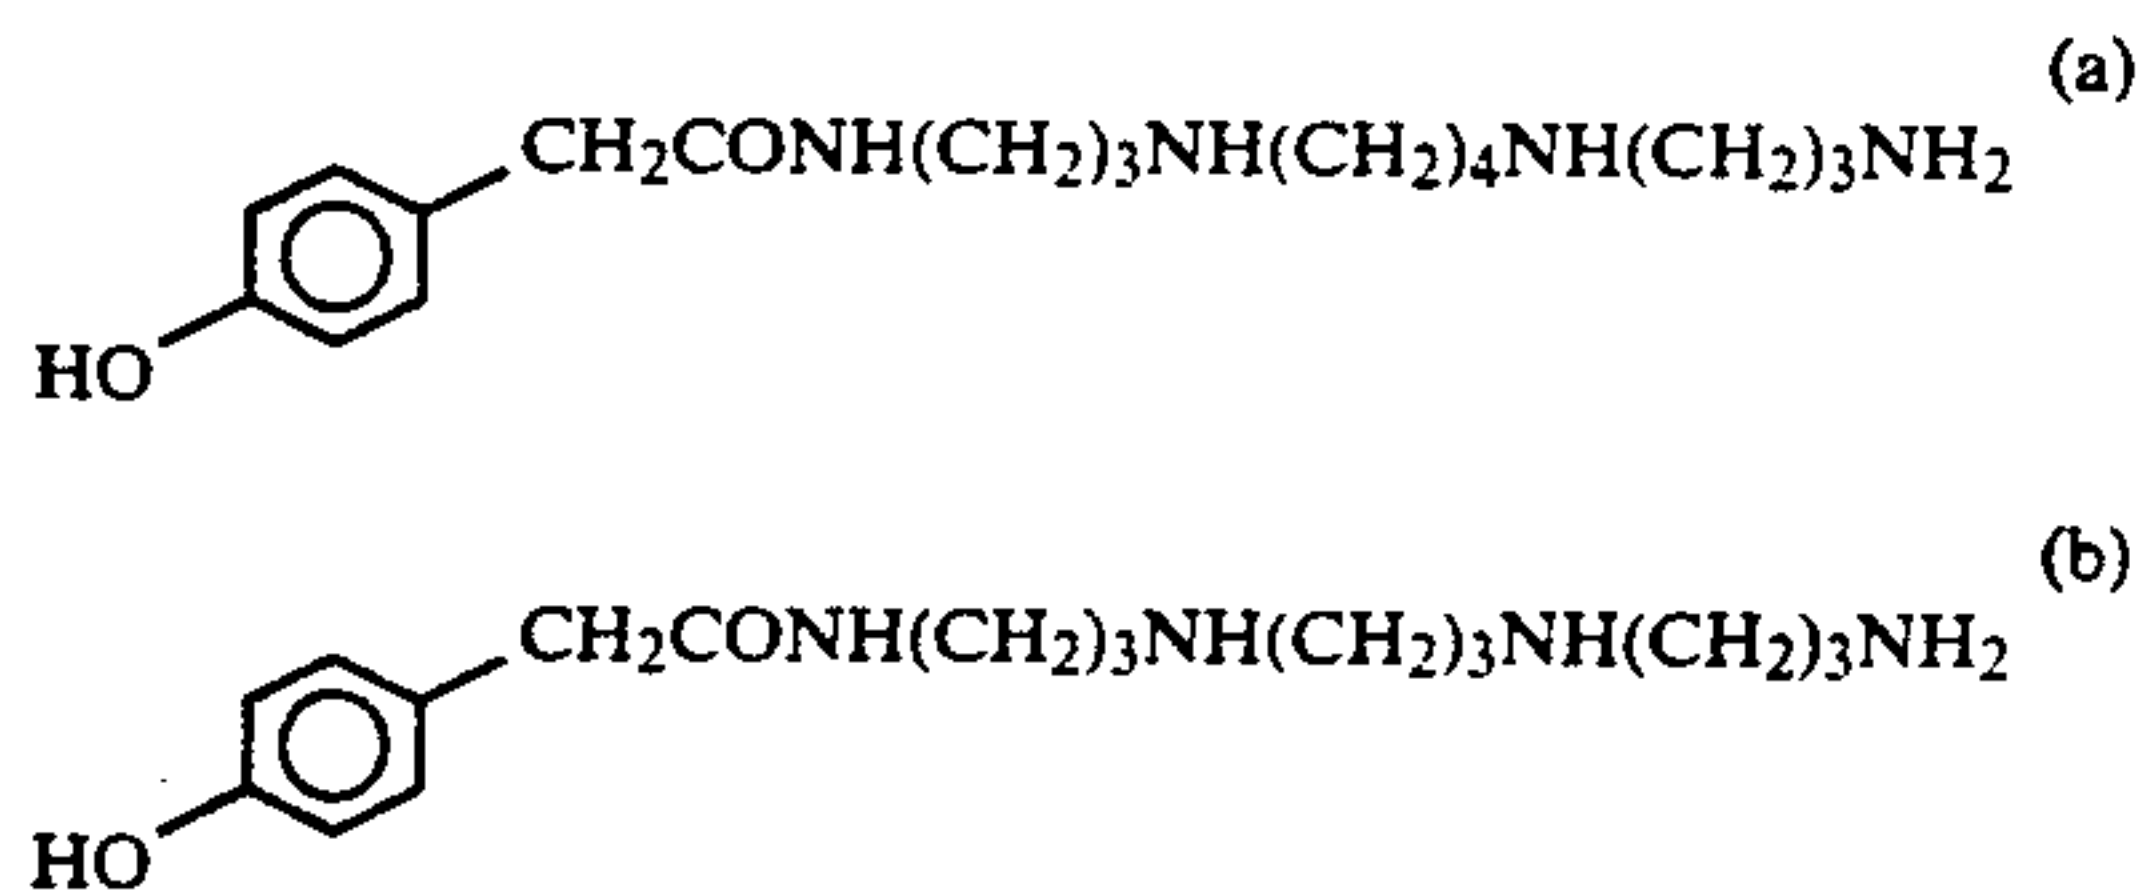 (a)
CH₂CONH(CH₂)₃NH(CH₂)₄NH(CH₂)₃NH₂
HO
(b)
CH₂CONH(CH₂)₃NH(CH₂)₃NH(CH₂)₃NH₂
HO